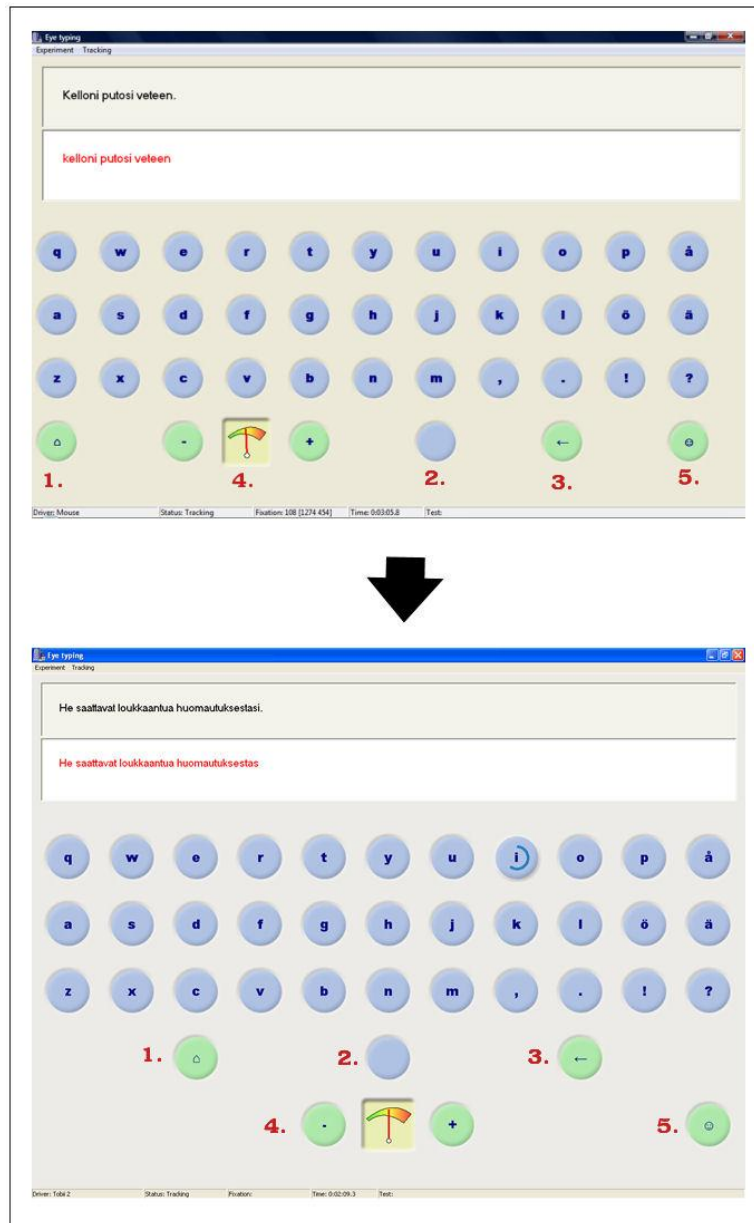 Eye typing
Experiment Tracking
Kelloni putosi veteen.
kelloni putosi veteen
q w e r t y u i o p å
a s d f g h j k l ö ä
z x c v b n m , . ! ?
⌂ - + ← ☺
1. 4. 2. 3. 5.
Driver: Mouse Status: Tracking Fixation: 108 [1274 454] Time: 0:03:05.8 Test:
Eye typing
Experiment Tracking
He saattavat loukkaantua huomautuksestasi.
He saattavat loukkaantua huomautuksestas
q w e r t y u i o p å
a s d f g h j k l ö ä
z x c v b n m , . ! ?
1. ⌂ 2. 3. ←
4. - + 5. ☺
Driver: Tobii 2 Status: Tracking Fixation: Time: 0:02:09.3 Test: